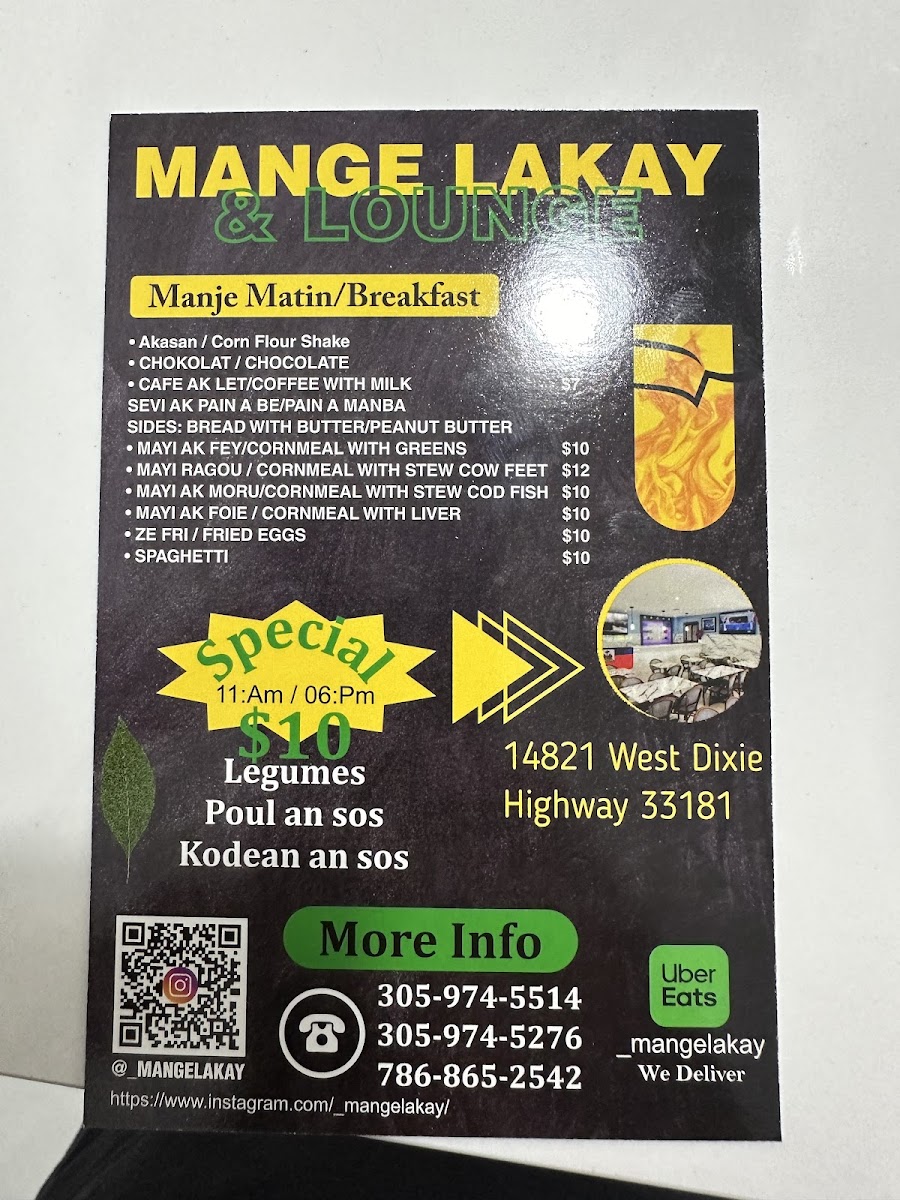 MANGE LAKAY
& LOUNGE
Manje Matin/Breakfast
• Akasan / Corn Flour Shake
• CHOKOLAT / CHOCOLATE
• CAFE AK LET/COFFEE WITH MILK $7
SEVI AK PAIN A BE/PAIN A MANBA
SIDES: BREAD WITH BUTTER/PEANUT BUTTER
• MAYI AK FEY/CORNMEAL WITH GREENS $10
• MAYI RAGOU / CORNMEAL WITH STEW COW FEET $12
• MAYI AK MORU/CORNMEAL WITH STEW COD FISH $10
• MAYI AK FOIE / CORNMEAL WITH LIVER $10
• ZE FRI / FRIED EGGS $10
• SPAGHETTI $10
Special
11:Am / 06:Pm
$10
Legumes
Poul an sos
Kodean an sos
14821 West Dixie
Highway 33181
More Info
305-974-5514
305-974-5276
786-865-2542
@_MANGELAKAY
https://www.instagram.com/_mangelakay/
Uber
Eats
_mangelakay
We Deliver